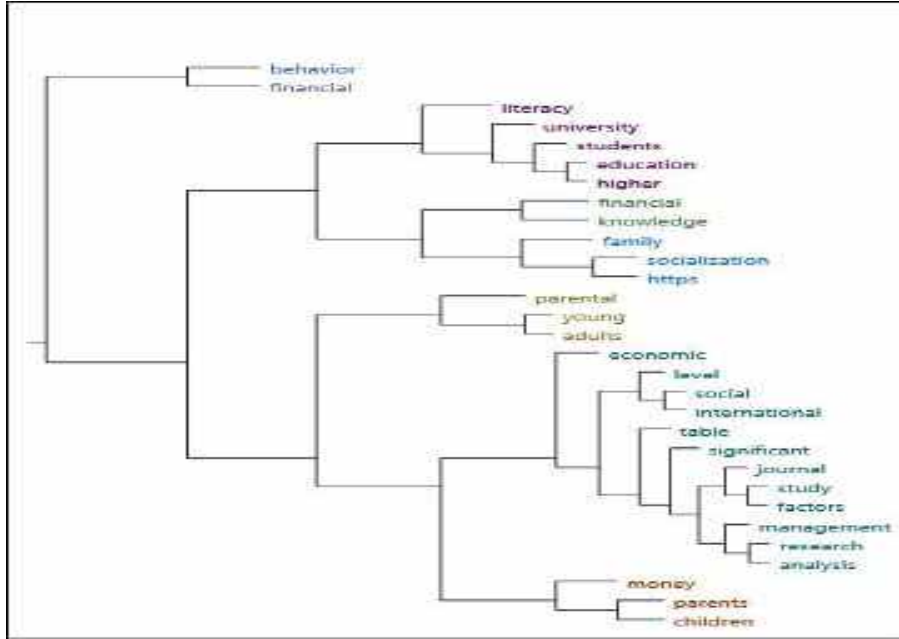 behavior
financial
literacy
university
students
education
higher
financial
knowledge
family
socialization
https
parental
young
adults
economic
level
social
international
table
significant
journal
study
factors
management
research
analysis
money
parents
children